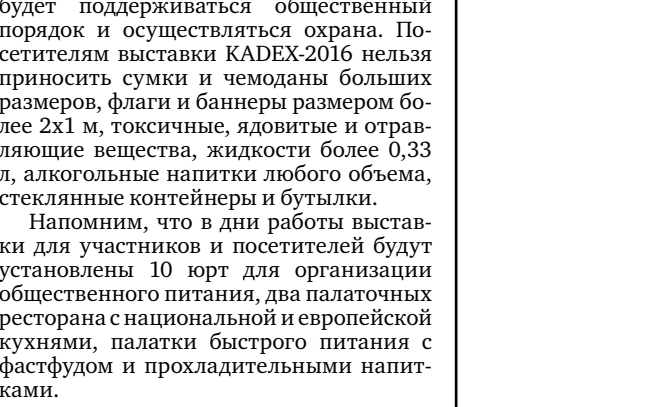 будет поддерживаться общественный
порядок и осуществляться охрана. По-
сетителям выставки KADEX-2016 нельзя
приносить сумки и чемоданы больших
размеров, флаги и баннеры размером бо-
лее 2х1 м, токсичные, ядовитые и отрав-
ляющие вещества, жидкости более 0,33
л, алкогольные напитки любого объема,
стеклянные контейнеры и бутылки.
Напомним, что в дни работы выстав-
ки для участников и посетителей будут
установлены 10 юрт для организации
общественного питания, два палаточных
ресторана с национальной и европейской
кухнями, палатки быстрого питания с
фастфудом и прохладительными напит-
ками.